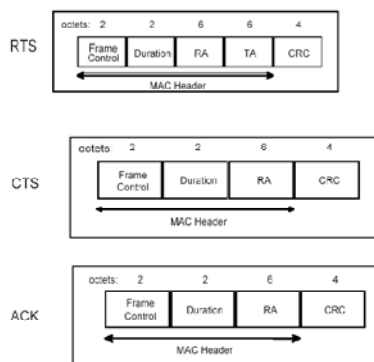 octets: 2 2 6 6 4
RTS
Frame Control Duration RA TA CRC
MAC Header
octets: 2 2 6 4
CTS
Frame Control Duration RA CRC
MAC Header
octets: 2 2 6 4
ACK
Frame Control Duration RA CRC
MAC Header